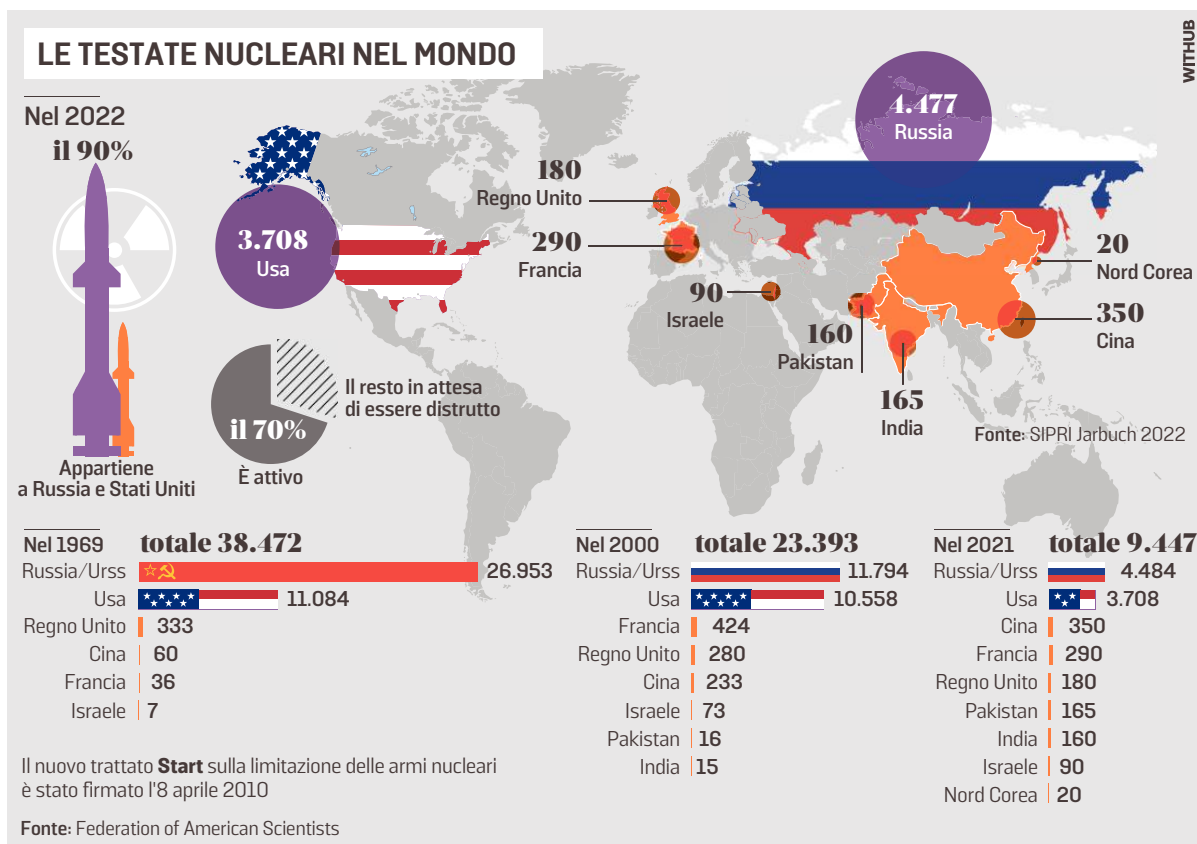 WITHUB
LE TESTATE NUCLEARI NEL MONDO
Nel 2022
il 90%
Appartiene
a Russia e Stati Uniti
3.708
Usa
il 70%
È attivo
Il resto in attesa
di essere distrutto
180
Regno Unito
290
Francia
90
Israele
4.477
Russia
160
Pakistan
165
India
20
Nord Corea
350
Cina
Fonte: SIPRI Jarbuch 2022
Nel 1969 totale 38.472
Russia/Urss 26.953
Usa 11.084
Regno Unito 333
Cina 60
Francia 36
Israele 7
Nel 2000 totale 23.393
Russia/Urss 11.794
Usa 10.558
Francia 424
Regno Unito 280
Cina 233
Israele 73
Pakistan 16
India 15
Nel 2021 totale 9.447
Russia/Urss 4.484
Usa 3.708
Cina 350
Francia 290
Regno Unito 180
Pakistan 165
India 160
Israele 90
Nord Corea 20
Il nuovo trattato Start sulla limitazione delle armi nucleari
è stato firmato l'8 aprile 2010
Fonte: Federation of American Scientists